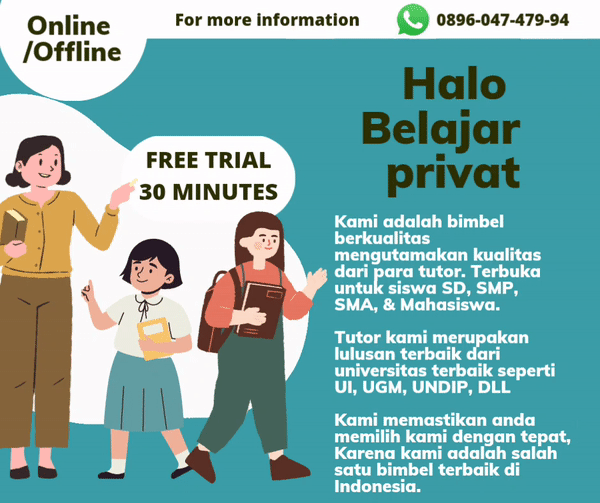 Online
/Offline
For more information
0896-047-479-94
Halo
Belajar
privat
FREE TRIAL
30 MINUTES
Kami adalah bimbel
berkualitas
mengutamakan kualitas
dari para tutor. Terbuka
untuk siswa SD, SMP,
SMA, & Mahasiswa.
Tutor kami merupakan
lulusan terbaik dari
universitas terbaik seperti
UI, UGM, UNDIP, DLL
Kami memastikan anda
memilih kami dengan tepat,
Karena kami adalah salah
satu bimbel terbaik di
Indonesia.